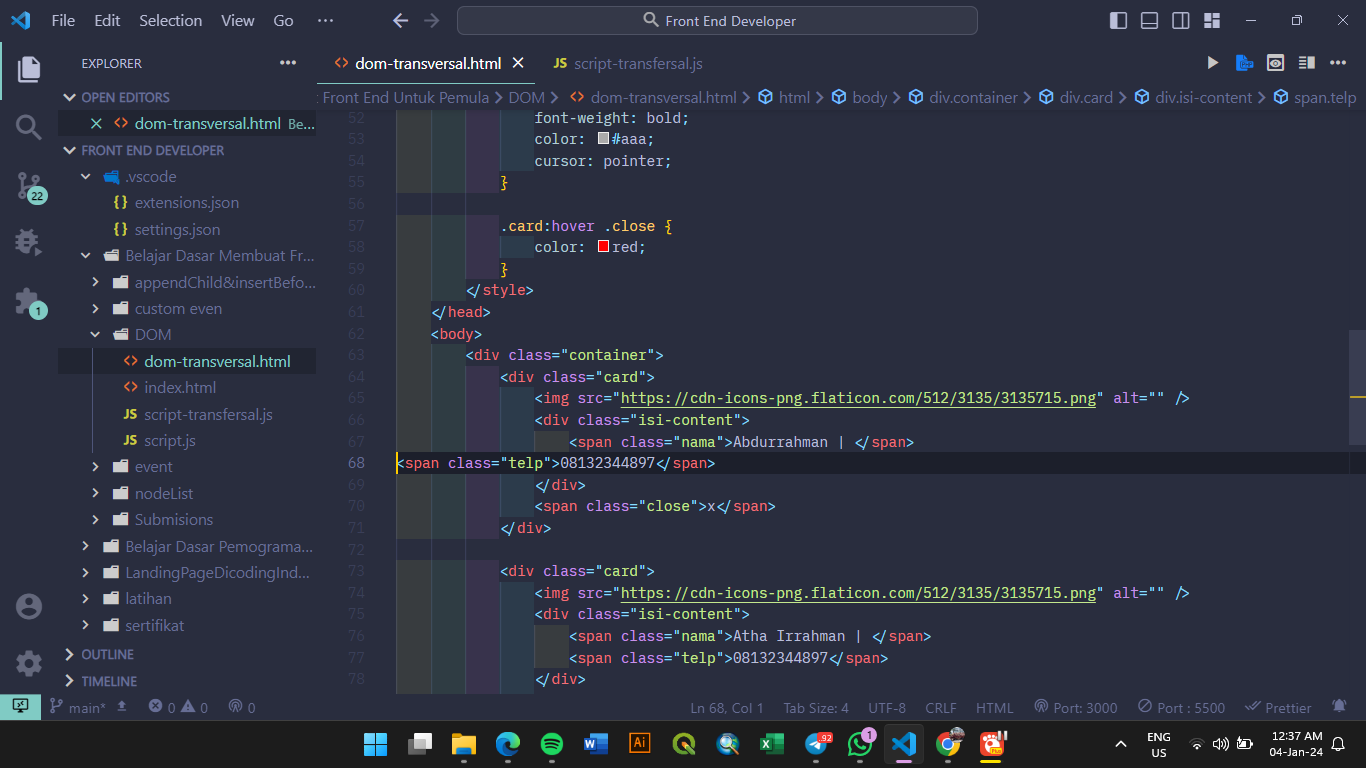 File Edit Selection View Go ··· Front End Developer
EXPLORER ···
dom-transversal.html
JS script-transfersal.js
Front End Untuk Pemula > DOM > dom-transversal.html > html > body > div.container > div.card > div.isi-content > span.telp
OPEN EDITORS
dom-transversal.html Be...
FRONT END DEVELOPER
.vscode
{} extensions.json
{} settings.json
Belajar Dasar Membuat Fr...
appendChild&insertBefo...
custom even
DOM
dom-transversal.html
index.html
JS script-transfersal.js
JS script.js
event
nodeList
Submisions
Belajar Dasar Pemograma...
LandingPageDicodingInd...
latihan
sertifikat
OUTLINE
TIMELINE
22
1
52 font-weight: bold;
53 color: #aaa;
54 cursor: pointer;
55 }
56
57 .card:hover .close {
58 color: red;
59 }
60 </style>
61 </head>
62 <body>
63 <div class="container">
64 <div class="card">
65 <img src="https://cdn-icons-png.flaticon.com/512/3135/3135715.png" alt="" />
66 <div class="isi-content">
67 <span class="nama">Abdurrahman | </span>
68 <span class="telp">08132344897</span>
69 </div>
70 <span class="close">x</span>
71 </div>
72
73 <div class="card">
74 <img src="https://cdn-icons-png.flaticon.com/512/3135/3135715.png" alt="" />
75 <div class="isi-content">
76 <span class="nama">Atha Irrahman | </span>
77 <span class="telp">08132344897</span>
78 </div>
main* 0 0 0 Ln 68, Col 1 Tab Size: 4 UTF-8 CRLF HTML Port: 3000 Port : 5500 Prettier
W Ai X 92 1
ENG
US
12:37 AM
04-Jan-24